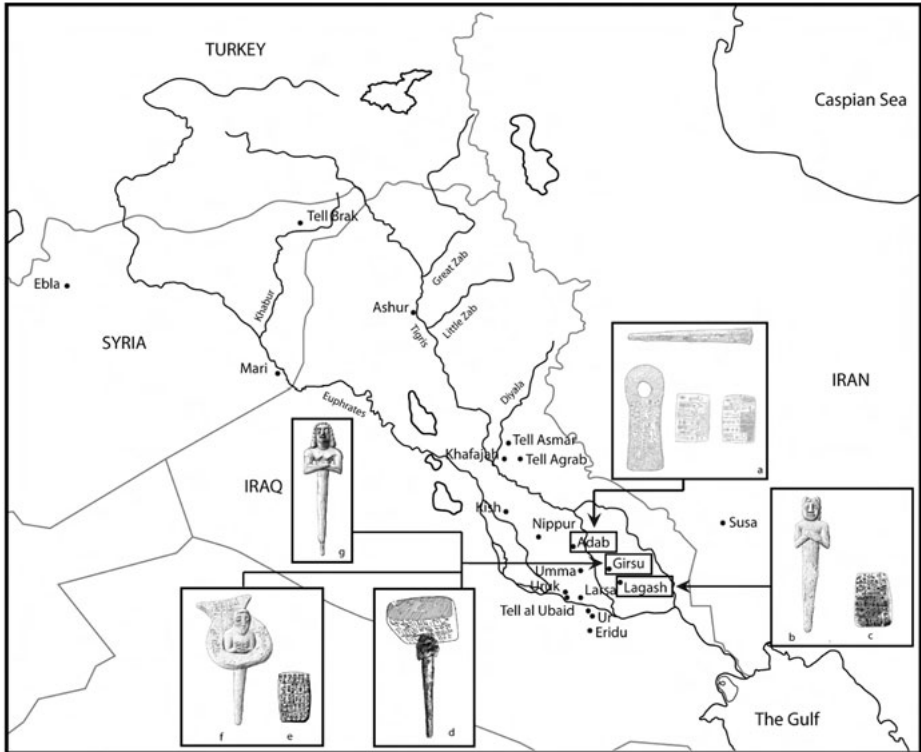 TURKEY
Caspian Sea
Tell Brak
Great Zab
Ebla
Khabur
Ashur
Little Zab
Tigris
SYRIA
Mari
IRAN
Diyala
Euphrates
a
Tell Asmar
Khafajah
Tell Agrab
IRAQ
Kish
Susa
g
Nippur
Adab
Girsu
Umma
Lagash
Uruk
Larsa
Tell al Ubaid
Ur
Eridu
b
c
f
e
d
The Gulf